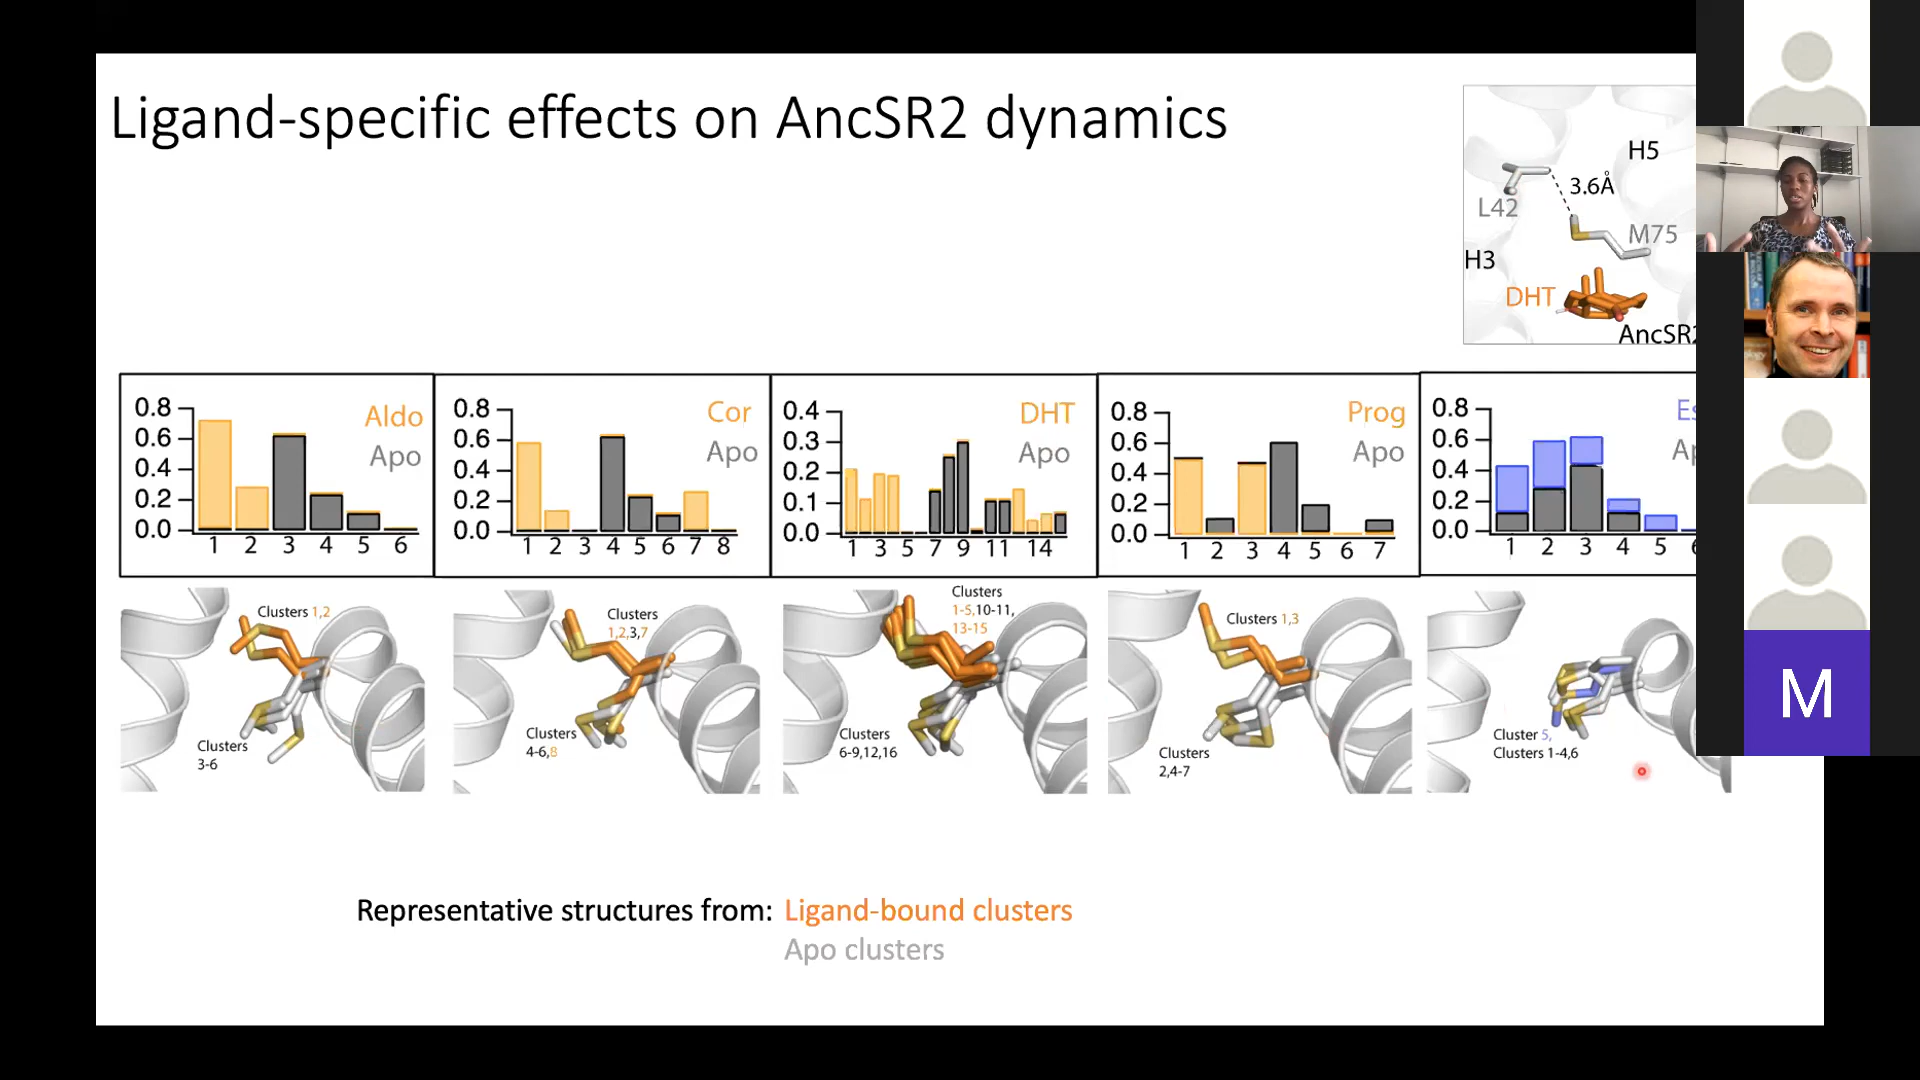 Ligand-specific effects on AncSR2 dynamics
H5
3.6Å
L42
M75
H3
DHT
AncSR2
0.8
0.6
0.4
0.2
0.0
Aldo
Apo
1 2 3 4 5 6
0.8
0.6
0.4
0.2
0.0
Cor
Apo
1 2 3 4 5 6 7 8
0.4
0.3
0.2
0.1
0.0
DHT
Apo
1 3 5 7 9 11 14
0.8
0.6
0.4
0.2
0.0
Prog
Apo
1 2 3 4 5 6 7
0.8
0.6
0.4
0.2
0.0
1 2 3 4 5
Clusters 1,2
Clusters
3-6
Clusters
1,2,3,7
Clusters
4-6,8
Clusters
1-5,10-11,
13-15
Clusters
6-9,12,16
Clusters 1,3
Clusters
2,4-7
Cluster 5,
Clusters 1-4,6
Representative structures from: Ligand-bound clusters
Apo clusters
M